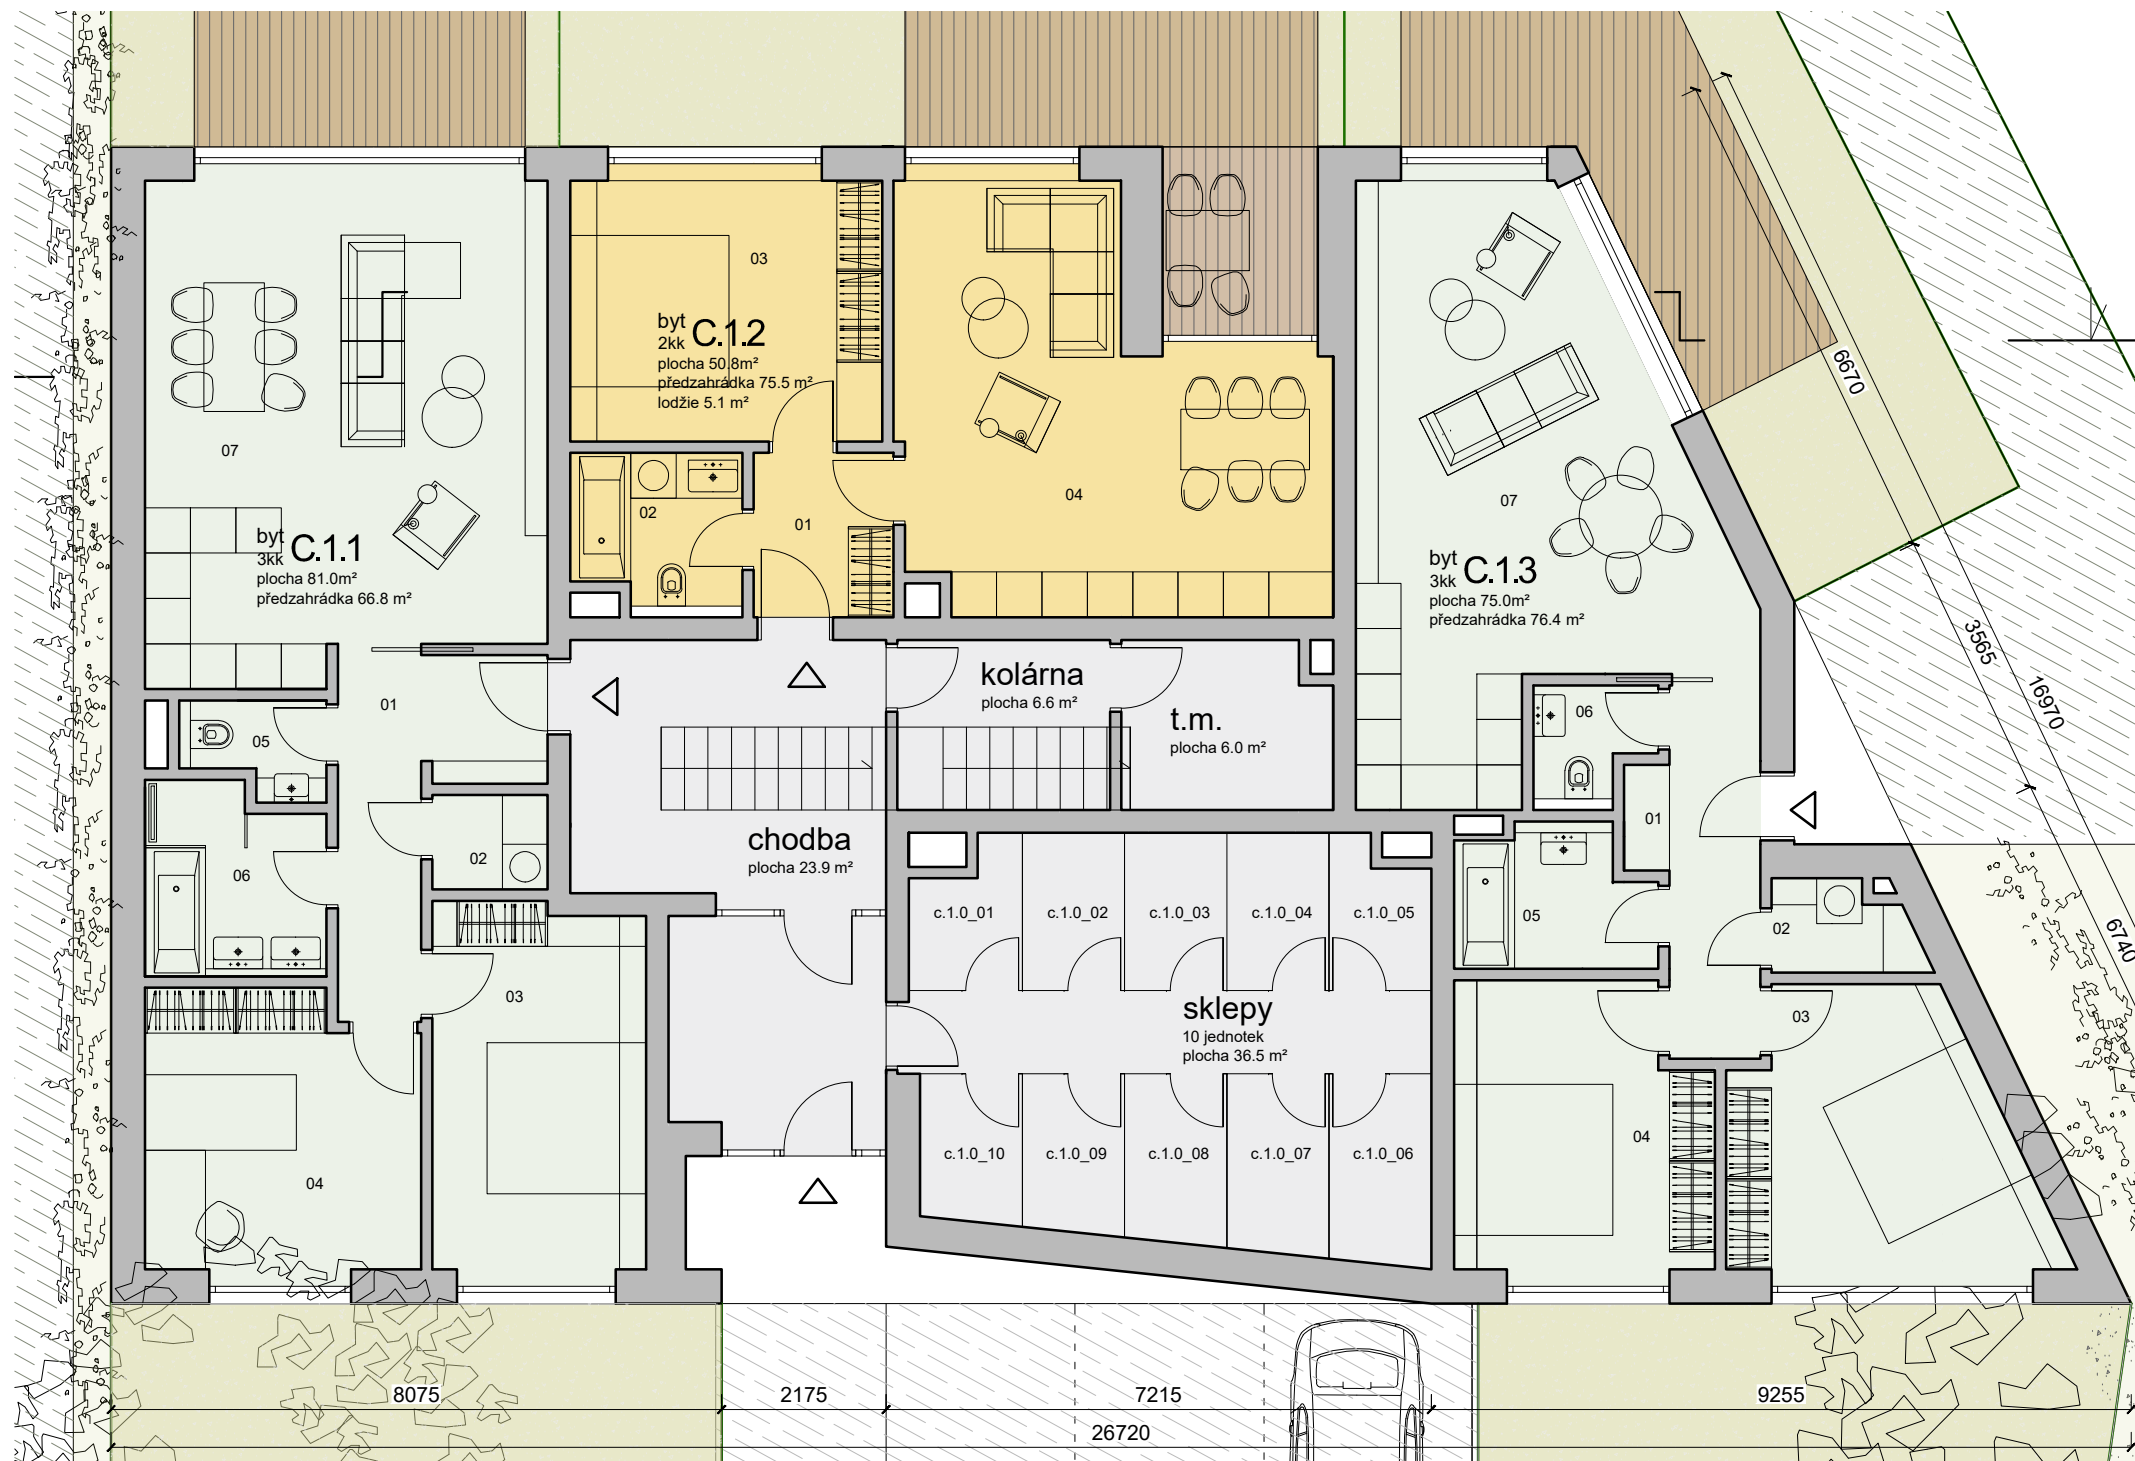 03
byt
2kk C.1.2
plocha 50.8m²
předzahrádka 75.5 m²
lodžie 5.1 m²
07
02
01
04
byt
3kk C.1.1
plocha 81.0m²
předzahrádka 66.8 m²
07
byt
3kk C.1.3
plocha 75.0m²
předzahrádka 76.4 m²
6670
3565
16970
6740
01
05
06
02
03
04
kolárna
plocha 6.6 m²
t.m.
plocha 6.0 m²
chodba
plocha 23.9 m²
06
01
05
02
03
04
c.1.0_01
c.1.0_02
c.1.0_03
c.1.0_04
c.1.0_05
sklepy
10 jednotek
plocha 36.5 m²
c.1.0_10
c.1.0_09
c.1.0_08
c.1.0_07
c.1.0_06
8075
2175
7215
9255
26720